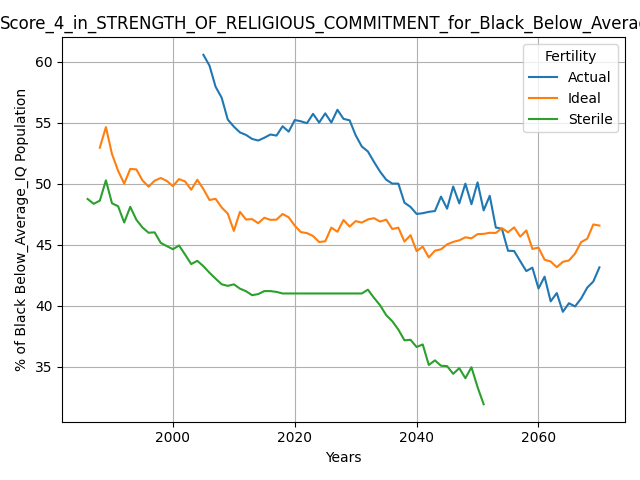 Score_4_in_STRENGTH_OF_RELIGIOUS_COMMITMENT_for_Black_Below_Avera
% of Black Below_Average_IQ Population
60
55
50
45
40
35
Fertility
Actual
Ideal
Sterile
2000
2020
2040
2060
Years